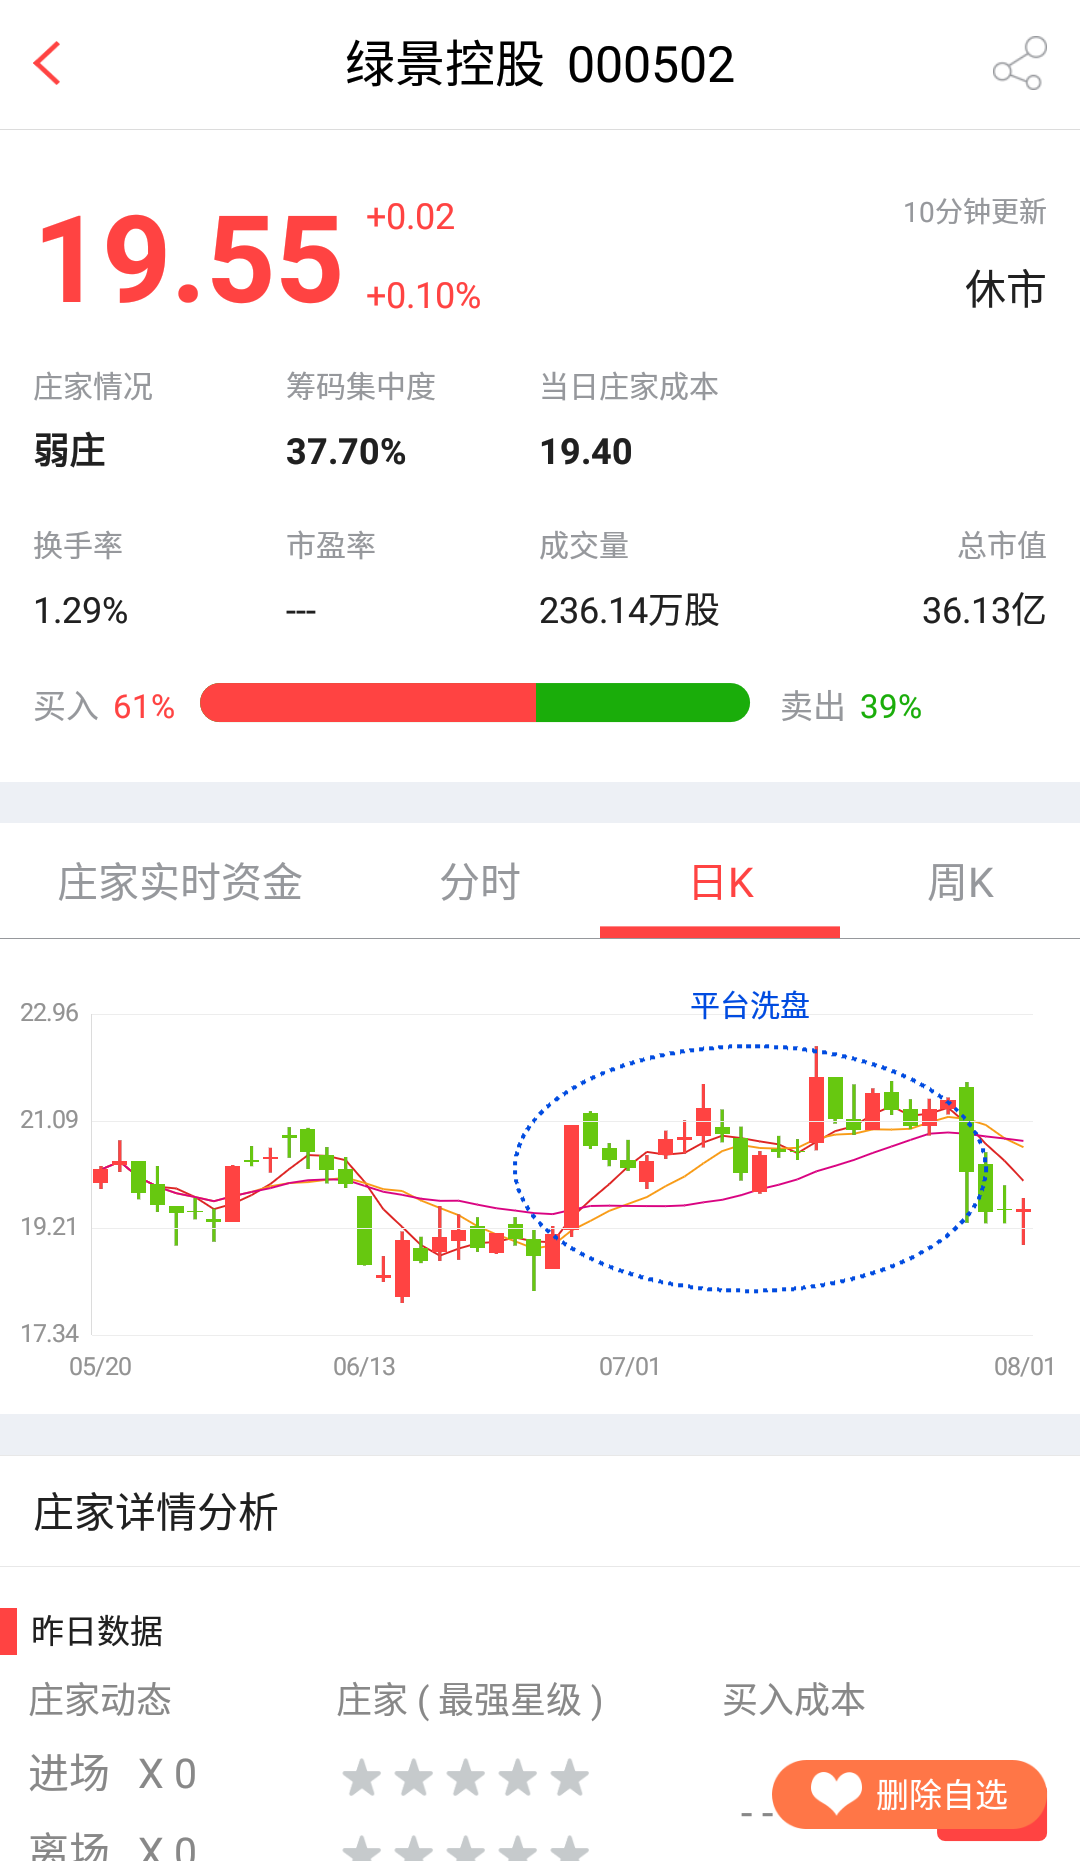 绿景控股 000502
19.55
+0.02
+0.10%
10分钟更新
休市
庄家情况 筹码集中度 当日庄家成本
弱庄 37.70% 19.40
换手率 市盈率 成交量 总市值
1.29% --- 236.14万股 36.13亿
买入 61% 卖出 39%
庄家实时资金 分时 日K 周K
平台洗盘
22.96
21.09
19.21
17.34
05/20 06/13 07/01 08/01
庄家详情分析
昨日数据
庄家动态 庄家(最强星级) 买入成本
进场 X 0
--
删除自选
离场 X 0